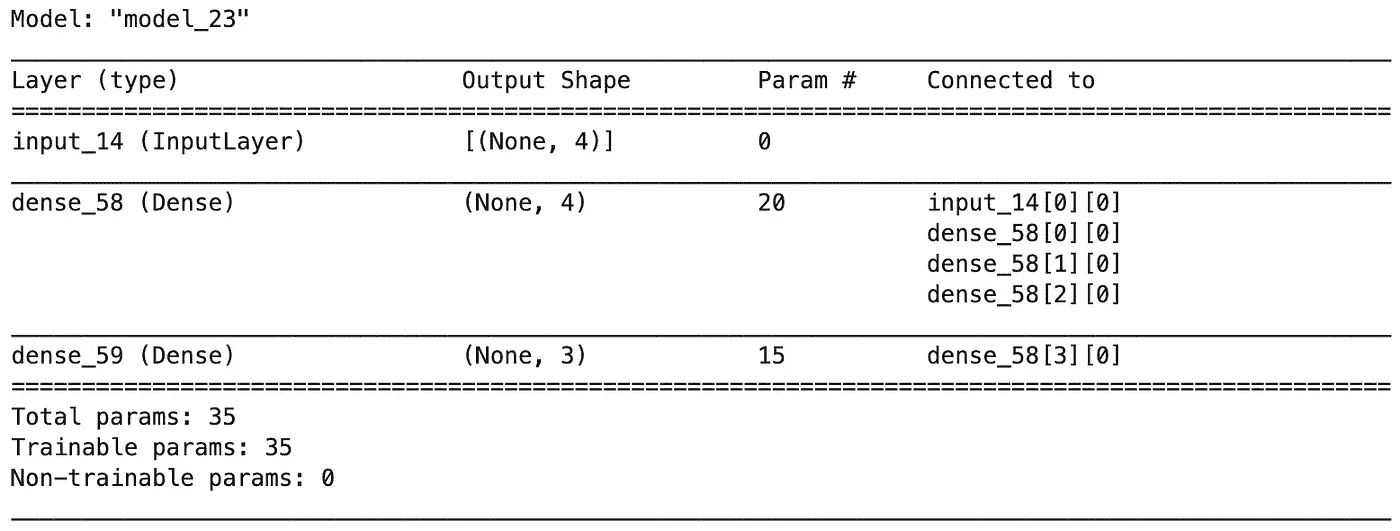 Model: "model_23"
Layer (type) Output Shape Param # Connected to
input_14 (InputLayer) [(None, 4)] 0
dense_58 (Dense) (None, 4) 20 input_14[0][0]
dense_58[0][0]
dense_58[1][0]
dense_58[2][0]
dense_59 (Dense) (None, 3) 15 dense_58[3][0]
Total params: 35
Trainable params: 35
Non-trainable params: 0